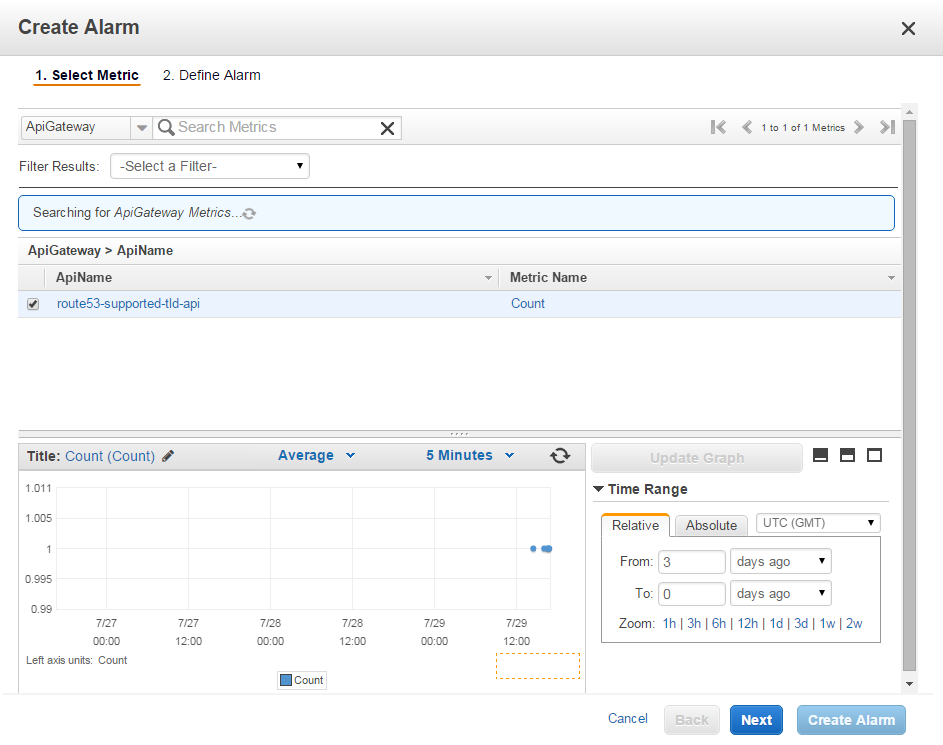 Create Alarm
1. Select Metric 2. Define Alarm
ApiGateway Search Metrics 1 to 1 of 1 Metrics
Filter Results: -Select a Filter-
Searching for ApiGateway Metrics...
ApiGateway > ApiName
ApiName Metric Name
route53-supported-tld-api Count
Title: Count (Count) Average 5 Minutes Update Graph
Time Range
Relative Absolute UTC (GMT)
From: 3 days ago
To: 0 days ago
Zoom: 1h | 3h | 6h | 12h | 1d | 3d | 1w | 2w
1.011
1.005
1
0.995
0.99
7/27 7/27 7/28 7/28 7/29 7/29
00:00 12:00 00:00 12:00 00:00 12:00
Left axis units: Count
Count
Cancel Back Next Create Alarm